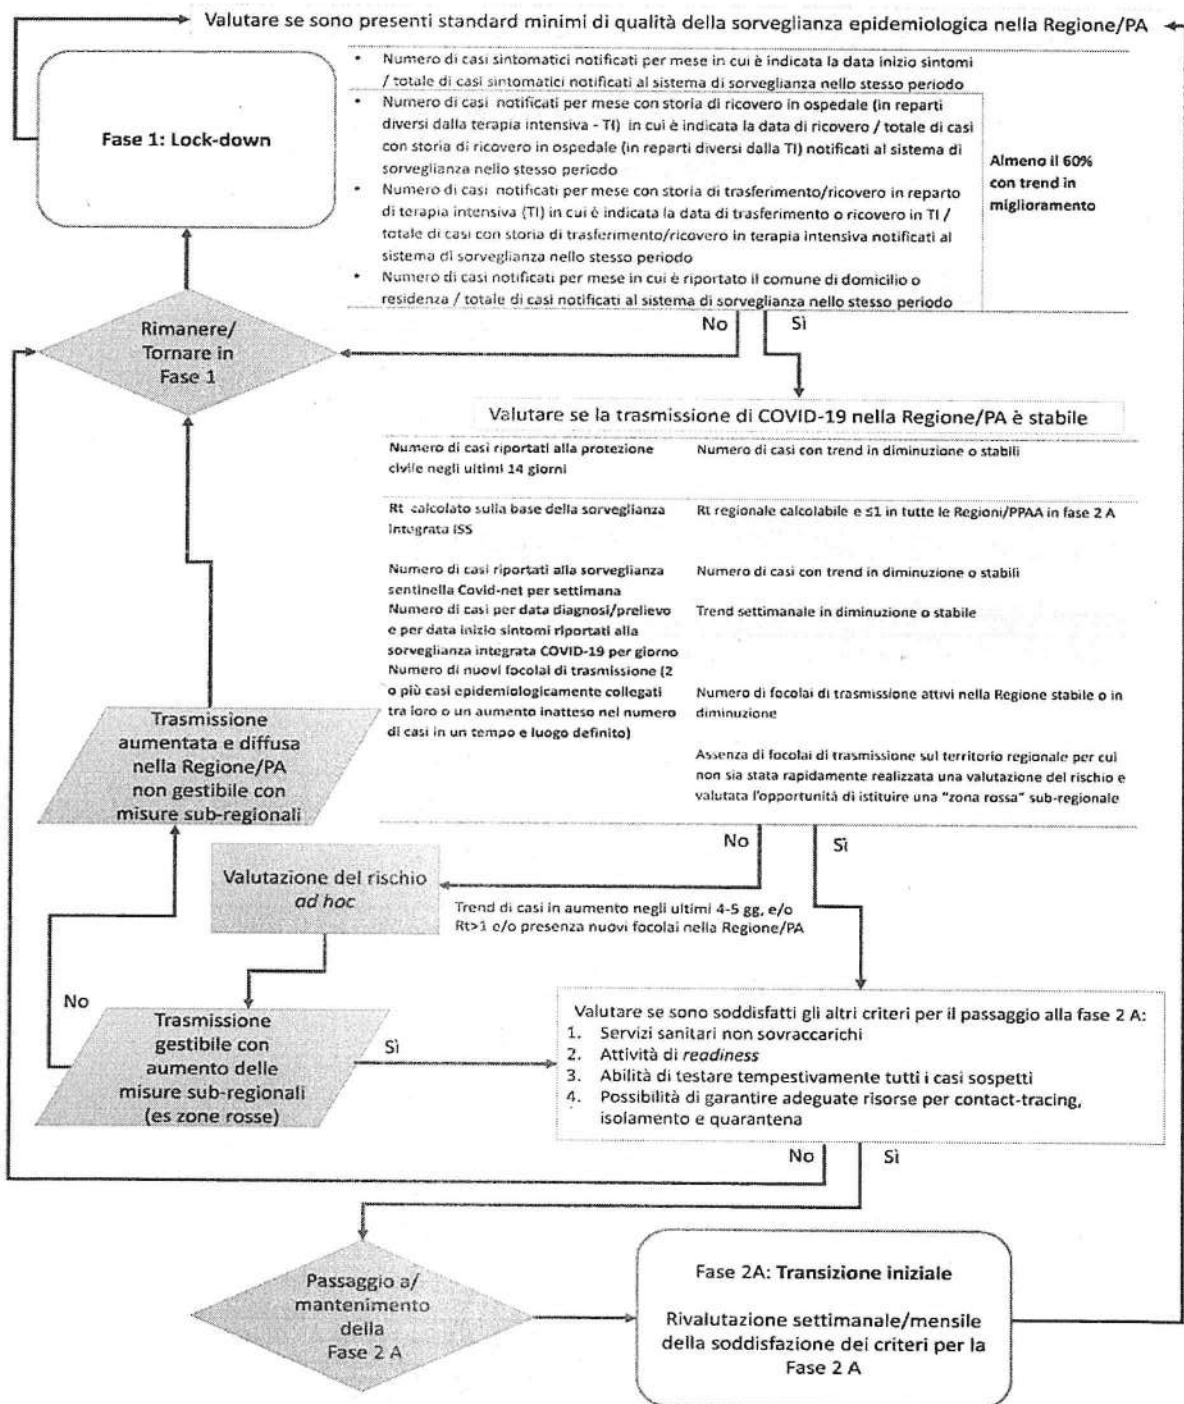 Valutare se sono presenti standard minimi di qualità della sorveglianza epidemiologica nella Regione/PA
Fase 1: Lock-down
• Numero di casi sintomatici notificati per mese in cui è indicata la data inizio sintomi
/ totale di casi sintomatici notificati al sistema di sorveglianza nello stesso periodo
• Numero di casi notificati per mese con storia di ricovero in ospedale (in reparti
diversi dalla terapia intensiva - TI) in cui è indicata la data di ricovero / totale di casi
con storia di ricovero in ospedale (in reparti diversi dalla TI) notificati al sistema di
sorveglianza nello stesso periodo
• Numero di casi notificati per mese con storia di trasferimento/ricovero in reparto
di terapia intensiva (TI) in cui è indicata la data di trasferimento o ricovero in TI /
totale di casi con storia di trasferimento/ricovero in terapia intensiva notificati al
sistema di sorveglianza nello stesso periodo
• Numero di casi notificati per mese in cui è riportato il comune di domicilio o
residenza / totale di casi notificati al sistema di sorveglianza nello stesso periodo
Almeno il 60%
con trend in
miglioramento
No
Sì
Rimanere/
Tornare in
Fase 1
Valutare se la trasmissione di COVID-19 nella Regione/PA è stabile
Numero di casi riportati alla protezione
civile negli ultimi 14 giorni
Numero di casi con trend in diminuzione o stabili
Rt calcolato sulla base della sorveglianza
integrata ISS
Rt regionale calcolabile e ≤1 in tutte le Regioni/PPAA in fase 2 A
Numero di casi riportati alla sorveglianza
sentinella Covid-net per settimana
Numero di casi con trend in diminuzione o stabili
Numero di casi per data diagnosi/prelievo
e per data inizio sintomi riportati alla
sorveglianza integrata COVID-19 per giorno
Trend settimanale in diminuzione o stabile
Numero di nuovi focolai di trasmissione (2
o più casi epidemiologicamente collegati
tra loro o un aumento inatteso nel numero
di casi in un tempo e luogo definito)
Numero di focolai di trasmissione attivi nella Regione stabile o in
diminuzione
Assenza di focolai di trasmissione sul territorio regionale per cui
non sia stata rapidamente realizzata una valutazione del rischio e
valutata l'opportunità di istituire una "zona rossa" sub-regionale
Trasmissione
aumentata e diffusa
nella Regione/PA
non gestibile con
misure sub-regionali
No
Sì
Valutazione del rischio
ad hoc
Trend di casi in aumento negli ultimi 4-5 gg, e/o
Rt>1 e/o presenza nuovi focolai nella Regione/PA
No
Trasmissione
gestibile con
aumento delle
misure sub-regionali
(es zone rosse)
Sì
Valutare se sono soddisfatti gli altri criteri per il passaggio alla fase 2 A:
1. Servizi sanitari non sovraccarichi
2. Attività di readiness
3. Abilità di testare tempestivamente tutti i casi sospetti
4. Possibilità di garantire adeguate risorse per contact-tracing,
isolamento e quarantena
No
Sì
Passaggio a/
mantenimento
della
Fase 2 A
Fase 2A: Transizione iniziale
Rivalutazione settimanale/mensile
della soddisfazione dei criteri per la
Fase 2 A